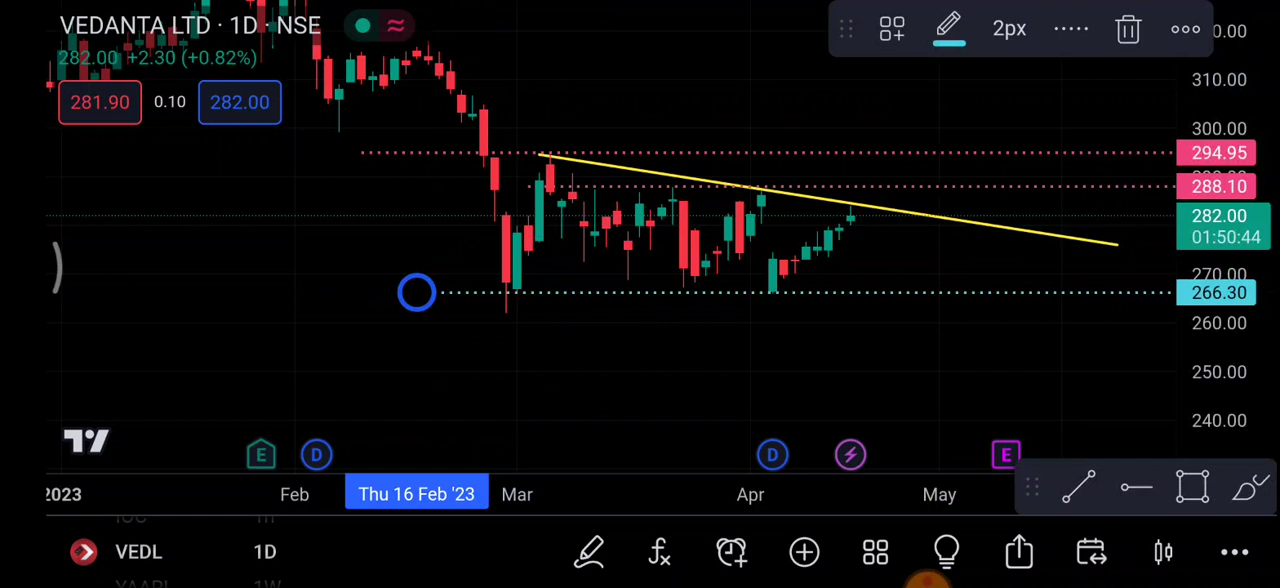 VEDANTA LTD · 1D · NSE
282.00 +2.30 (+0.82%)
281.90 0.10 282.00
2px
310.00
300.00
294.95
288.10
282.00
01:50:44
270.00
266.30
260.00
250.00
240.00
E D D E
2023 Feb Thu 16 Feb '23 Mar Apr May
VEDL 1D